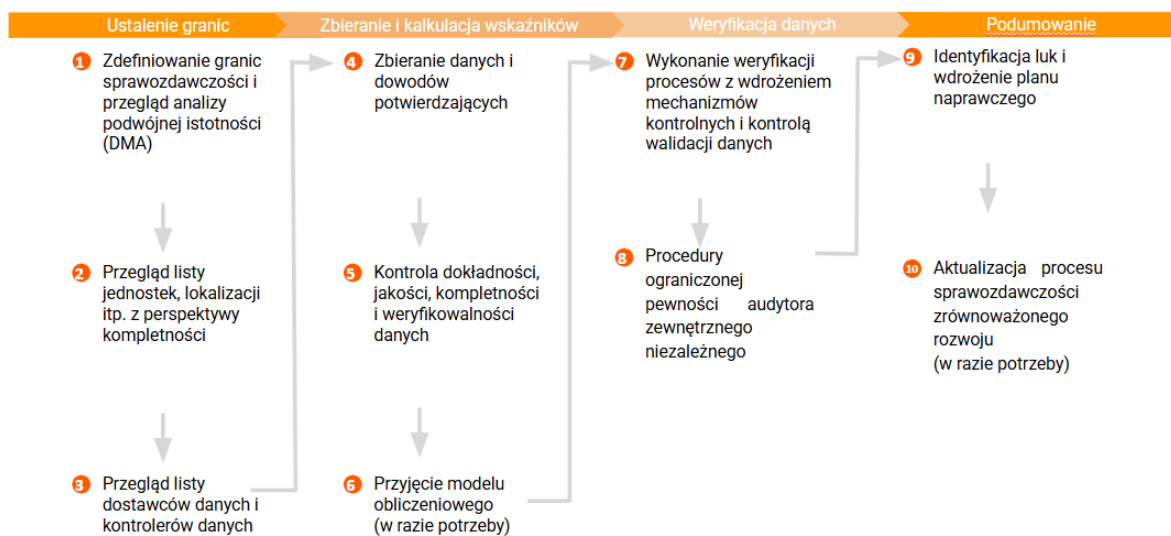 Ustalenie granic
Zbieranie i kalkulacja wskaźników
Weryfikacja danych
Podumowanie
1 Zdefiniowanie granic
sprawozdawczości i
przegląd analizy
podwójnej istotności
(DMA)
2 Przegląd listy
jednostek, lokalizacji
itp. z perspektywy
kompletności
3 Przegląd listy
dostawców danych i
kontrolerów danych
4 Zbieranie danych i
dowodów
potwierdzających
5 Kontrola dokładności,
jakości, kompletności
i weryfikowalności
danych
6 Przyjęcie modelu
obliczeniowego
(w razie potrzeby)
7 Wykonanie weryfikacji
procesów z wdrożeniem
mechanizmów
kontrolnych i kontrolą
walidacji danych
8 Procedury
ograniczonej
pewności audytora
zewnętrznego
niezależnego
9 Identyfikacja luk i
wdrożenie planu
naprawczego
10 Aktualizacja procesu
sprawozdawczości
zrównoważonego
rozwoju
(w razie potrzeby)